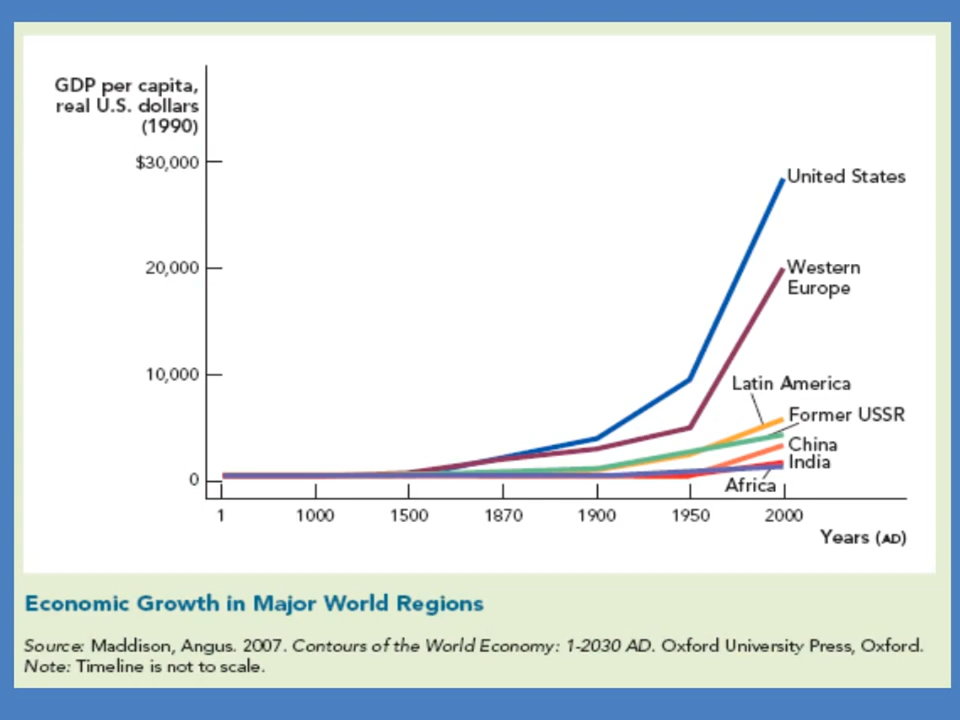 GDP per capita,
real U.S. dollars
(1990)
$30,000
20,000
10,000
0
United States
Western
Europe
Latin America
Former USSR
China
India
Africa
1 1000 1500 1870 1900 1950 2000
Years (AD)
Economic Growth in Major World Regions
Source: Maddison, Angus. 2007. Contours of the World Economy: 1-2030 AD. Oxford University Press, Oxford.
Note: Timeline is not to scale.